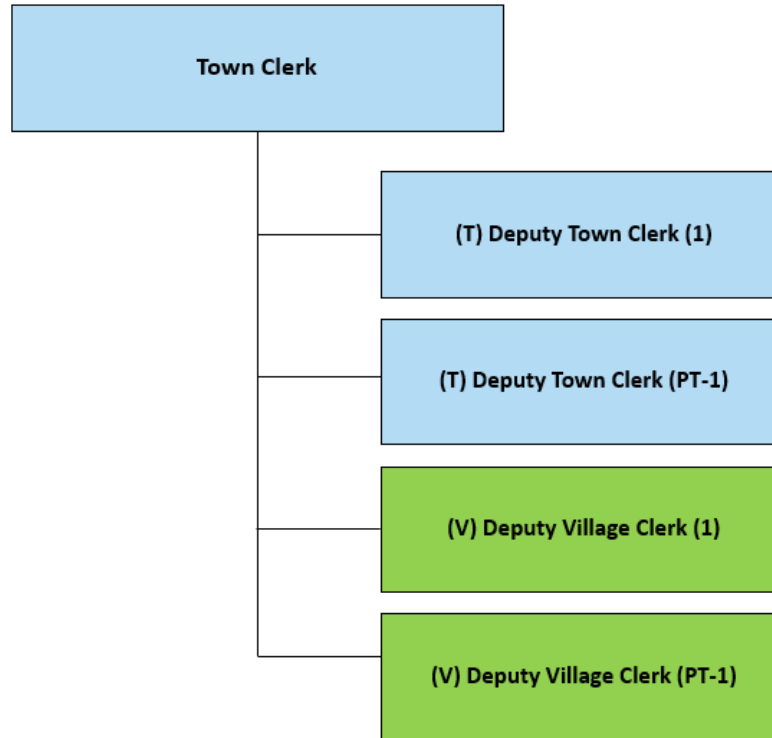 Town Clerk
(T) Deputy Town Clerk (1)
(T) Deputy Town Clerk (PT-1)
(V) Deputy Village Clerk (1)
(V) Deputy Village Clerk (PT-1)